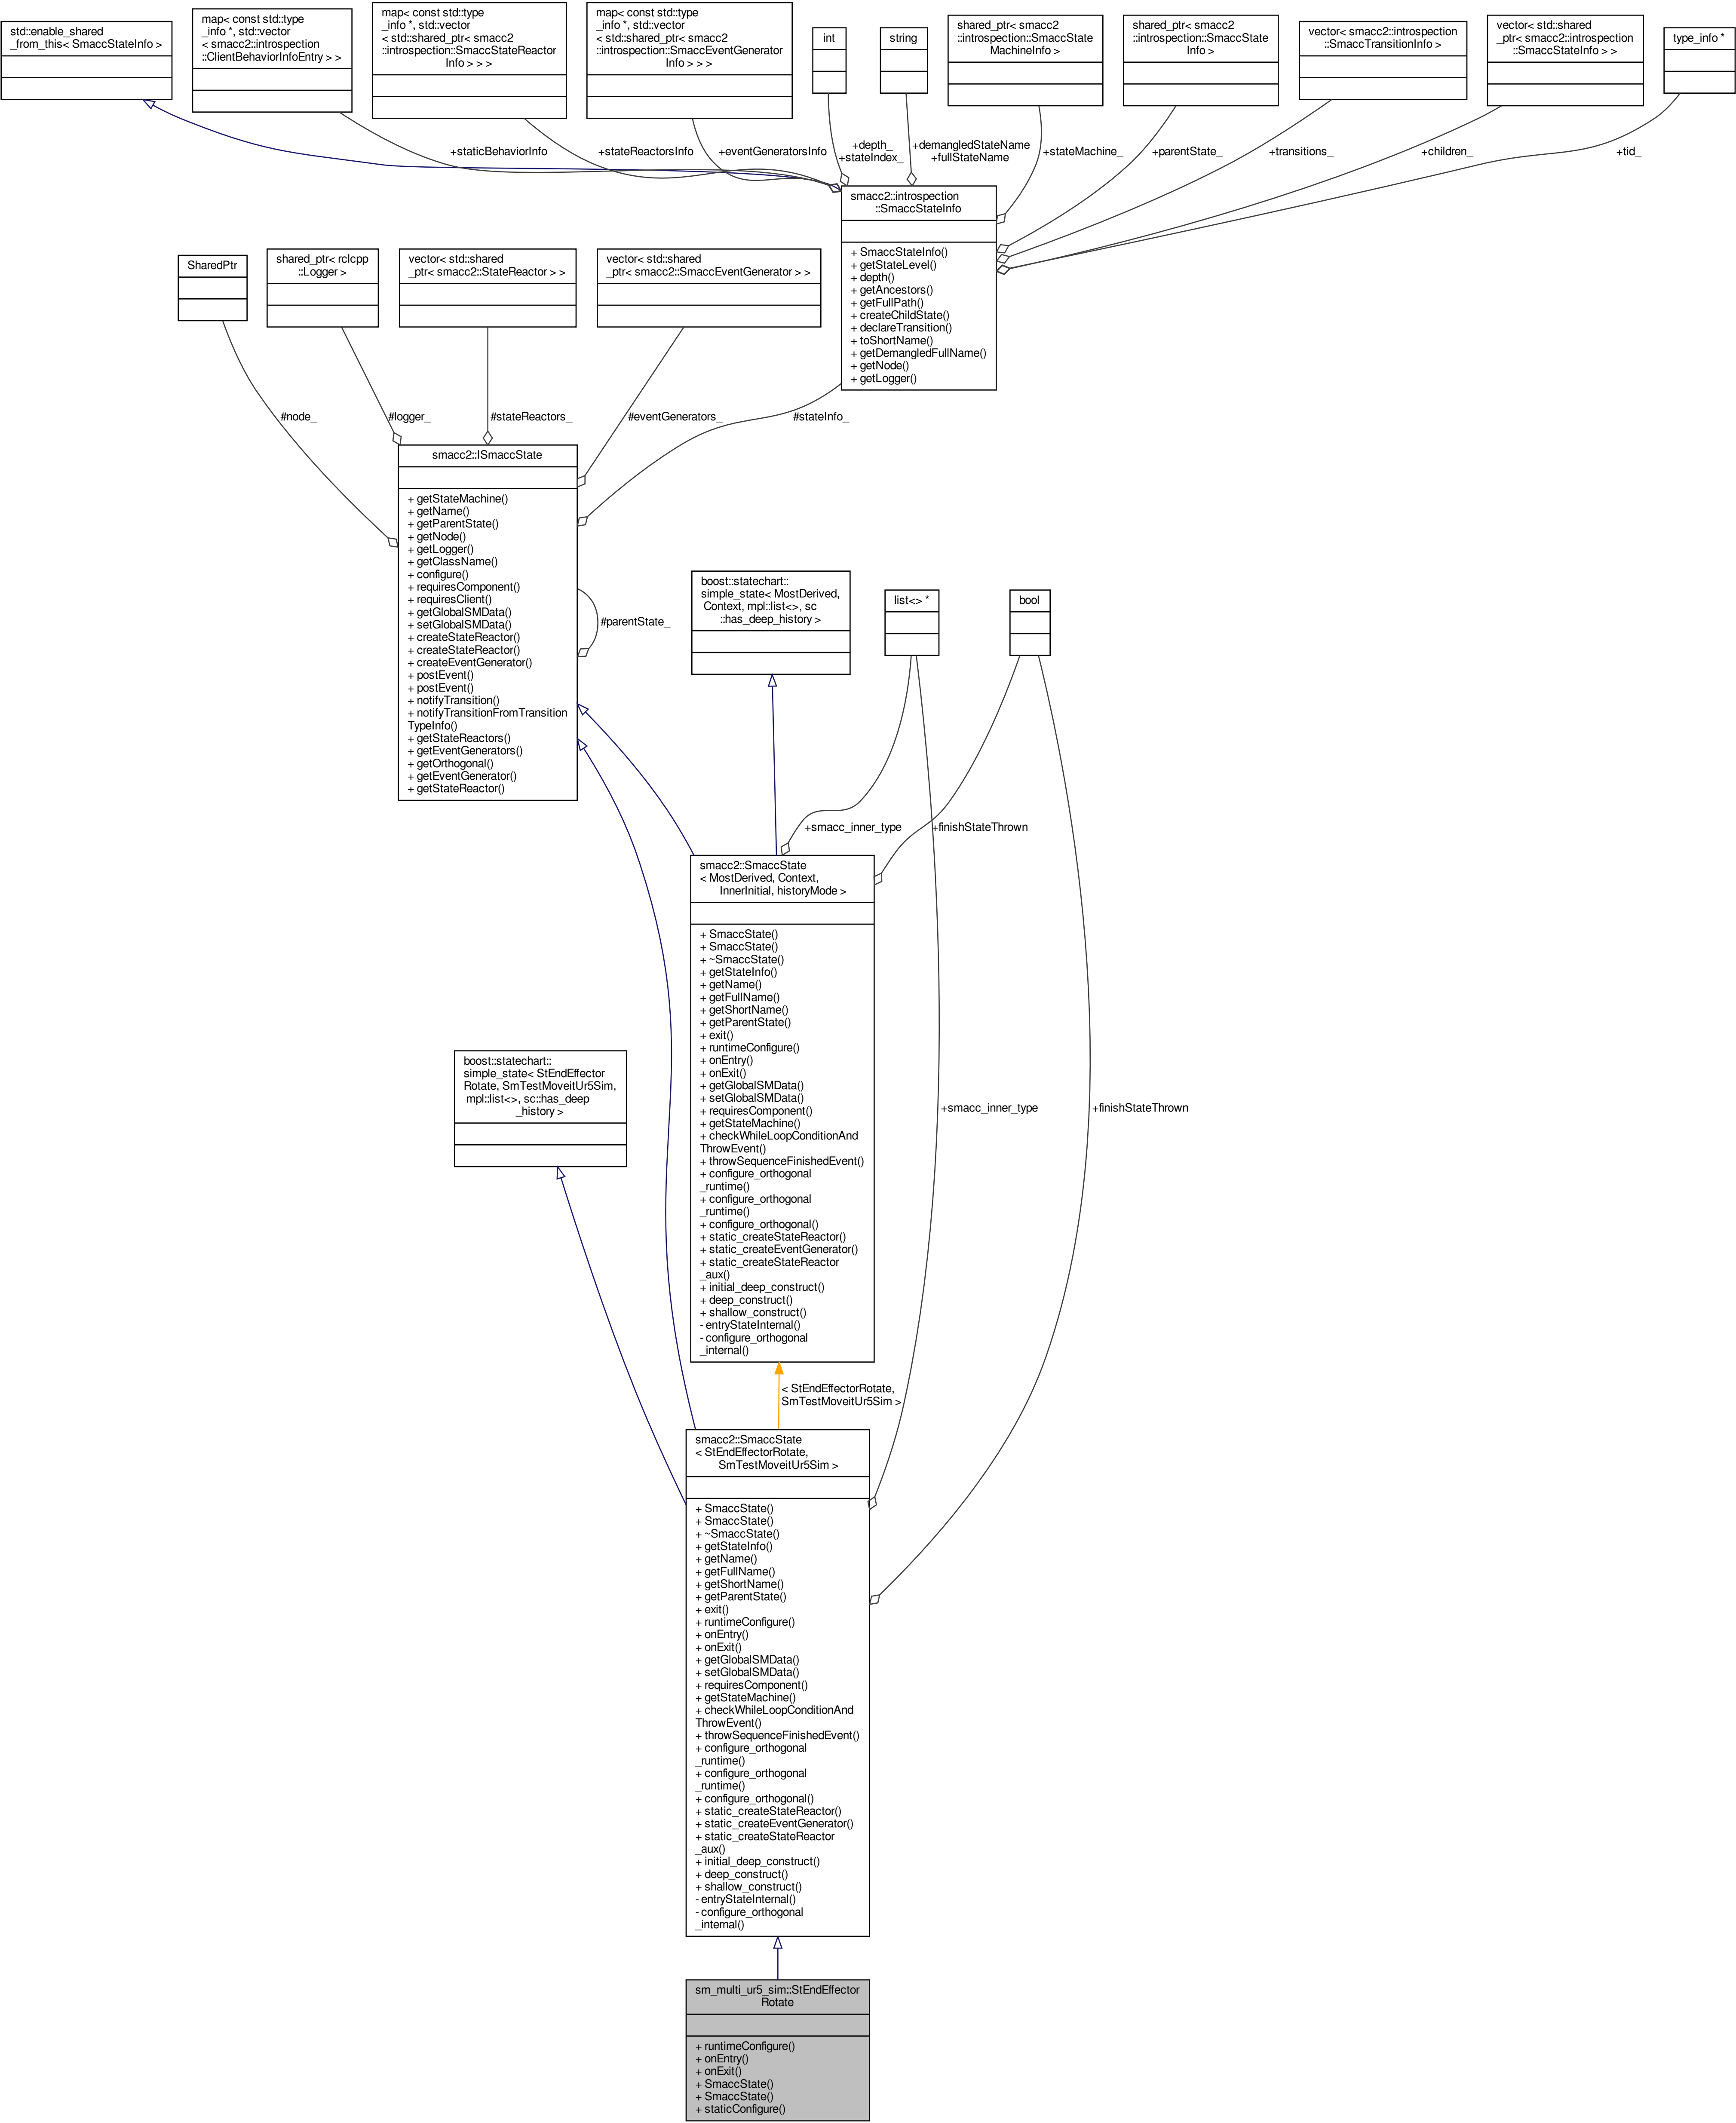 std::enable_shared
_from_this< SmaccStateInfo >
map< const std::type
_info *, std::vector
< smacc2::introspection
::ClientBehaviorInfoEntry > >
map< const std::type
_info *, std::vector
< std::shared_ptr< smacc2
::introspection::SmaccStateReactor
Info > > >
map< const std::type
_info *, std::vector
< std::shared_ptr< smacc2
::introspection::SmaccEventGenerator
Info > > >
int
string
shared_ptr< smacc2
::introspection::SmaccState
MachineInfo >
shared_ptr< smacc2
::introspection::SmaccState
Info >
vector< smacc2::introspection
::SmaccTransitionInfo >
vector< std::shared
_ptr< smacc2::introspection
::SmaccStateInfo > >
type_info *
+staticBehaviorInfo
+stateReactorsInfo
+eventGeneratorsInfo
+depth_
+stateIndex_
+demangledStateName
+fullStateName
+stateMachine_
+parentState_
+transitions_
+children_
+tid_
smacc2::introspection
::SmaccStateInfo
+ SmaccStateInfo()
+ getStateLevel()
+ depth()
+ getAncestors()
+ getFullPath()
+ createChildState()
+ declareTransition()
+ toShortName()
+ getDemangledFullName()
+ getNode()
+ getLogger()
SharedPtr
shared_ptr< rclcpp
::Logger >
vector< std::shared
_ptr< smacc2::StateReactor > >
vector< std::shared
_ptr< smacc2::SmaccEventGenerator > >
#node_
#logger_
#stateReactors_
#eventGenerators_
#stateInfo_
smacc2::ISmaccState
+ getStateMachine()
+ getName()
+ getParentState()
+ getNode()
+ getLogger()
+ getClassName()
+ configure()
+ requiresComponent()
+ requiresClient()
+ getGlobalSMData()
+ setGlobalSMData()
+ createStateReactor()
+ createStateReactor()
+ createEventGenerator()
+ postEvent()
+ postEvent()
+ notifyTransition()
+ notifyTransitionFromTransition
TypeInfo()
+ getStateReactors()
+ getEventGenerators()
+ getOrthogonal()
+ getEventGenerator()
+ getStateReactor()
#parentState_
boost::statechart::
simple_state< MostDerived,
Context, mpl::list<>, sc
::has_deep_history >
list<> *
bool
+smacc_inner_type
+finishStateThrown
smacc2::SmaccState
< MostDerived, Context,
InnerInitial, historyMode >
+ SmaccState()
+ SmaccState()
+ ~SmaccState()
+ getStateInfo()
+ getName()
+ getFullName()
+ getShortName()
+ getParentState()
+ exit()
+ runtimeConfigure()
+ onEntry()
+ onExit()
+ getGlobalSMData()
+ setGlobalSMData()
+ requiresComponent()
+ getStateMachine()
+ checkWhileLoopConditionAnd
ThrowEvent()
+ throwSequenceFinishedEvent()
+ configure_orthogonal
_runtime()
+ configure_orthogonal
_runtime()
+ configure_orthogonal()
+ static_createStateReactor()
+ static_createEventGenerator()
+ static_createStateReactor
_aux()
+ initial_deep_construct()
+ deep_construct()
+ shallow_construct()
- entryStateInternal()
- configure_orthogonal
_internal()
boost::statechart::
simple_state< StEndEffector
Rotate, SmTestMoveitUr5Sim,
mpl::list<>, sc::has_deep
_history >
+smacc_inner_type
+finishStateThrown
< StEndEffectorRotate,
SmTestMoveitUr5Sim >
smacc2::SmaccState
< StEndEffectorRotate,
SmTestMoveitUr5Sim >
+ SmaccState()
+ SmaccState()
+ ~SmaccState()
+ getStateInfo()
+ getName()
+ getFullName()
+ getShortName()
+ getParentState()
+ exit()
+ runtimeConfigure()
+ onEntry()
+ onExit()
+ getGlobalSMData()
+ setGlobalSMData()
+ requiresComponent()
+ getStateMachine()
+ checkWhileLoopConditionAnd
ThrowEvent()
+ throwSequenceFinishedEvent()
+ configure_orthogonal
_runtime()
+ configure_orthogonal
_runtime()
+ configure_orthogonal()
+ static_createStateReactor()
+ static_createEventGenerator()
+ static_createStateReactor
_aux()
+ initial_deep_construct()
+ deep_construct()
+ shallow_construct()
- entryStateInternal()
- configure_orthogonal
_internal()
sm_multi_ur5_sim::StEndEffector
Rotate
+ runtimeConfigure()
+ onEntry()
+ onExit()
+ SmaccState()
+ SmaccState()
+ staticConfigure()